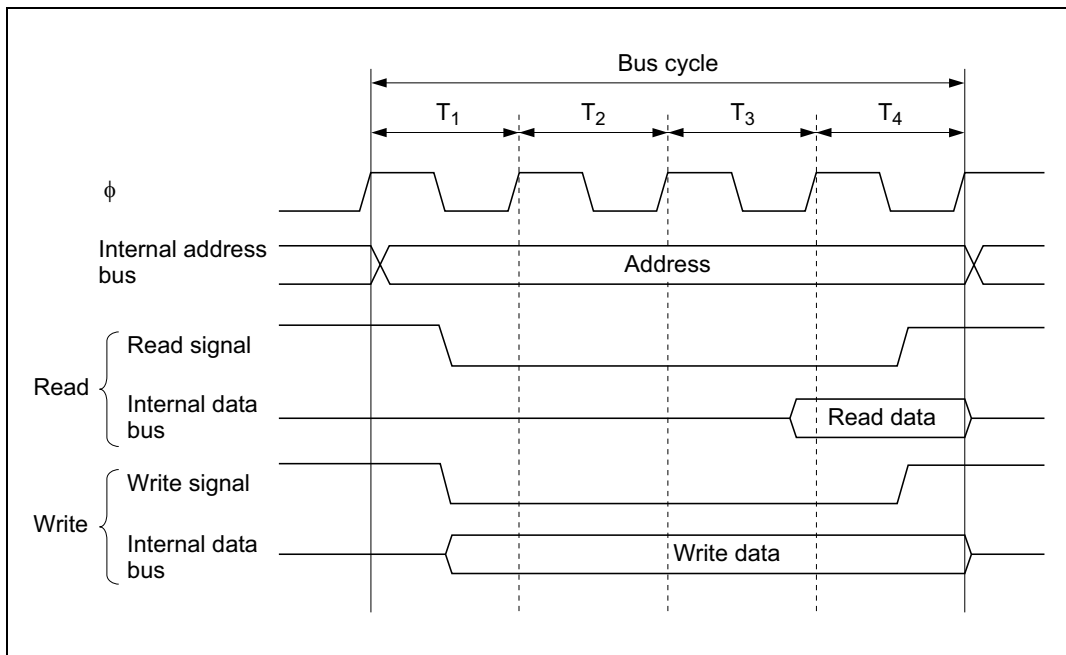 Bus cycle
T1 T2 T3 T4
ϕ
Internal address
bus
Address
Read signal
Read
Internal data
bus
Read data
Write signal
Write
Internal data
bus
Write data